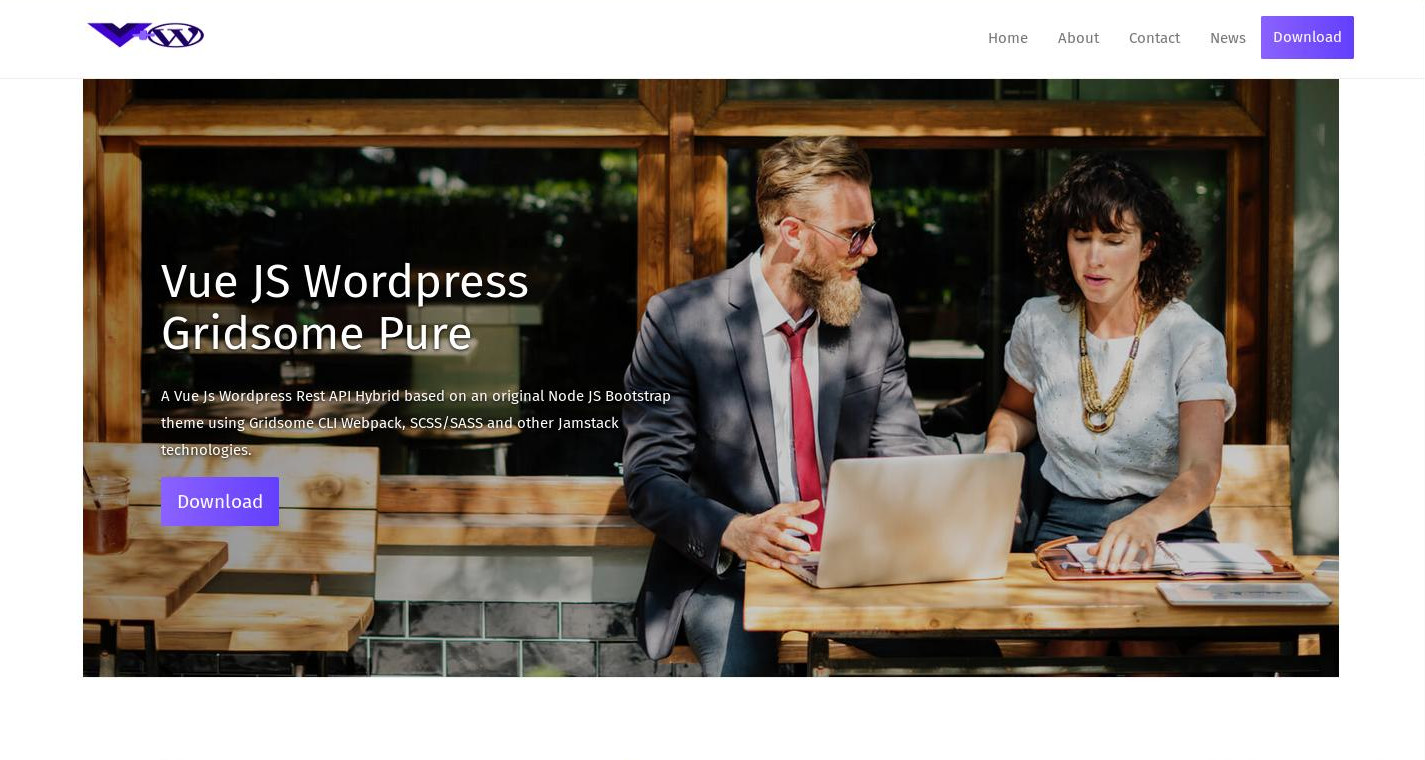 Home About Contact News Download
Vue JS Wordpress
Gridsome Pure
A Vue Js Wordpress Rest API Hybrid based on an original Node JS Bootstrap
theme using Gridsome CLI Webpack, SCSS/SASS and other Jamstack
technologies.
Download